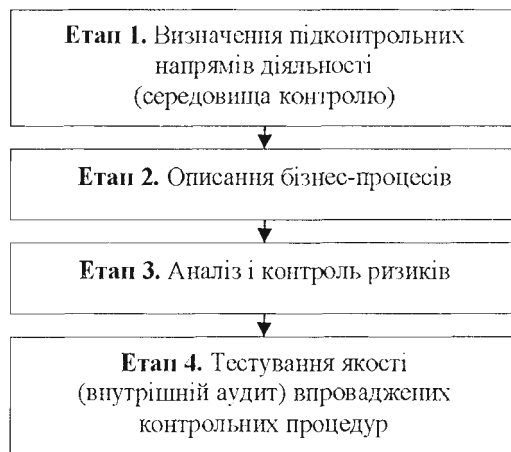 Етап 1. Визначення підконтрольних
напрямів діяльності
(середовища контролю)
Етап 2. Описання бізнес-процесів
Етап 3. Аналіз і контроль ризиків
Етап 4. Тестування якості
(внутрішній аудит) впроваджених
контрольних процедур